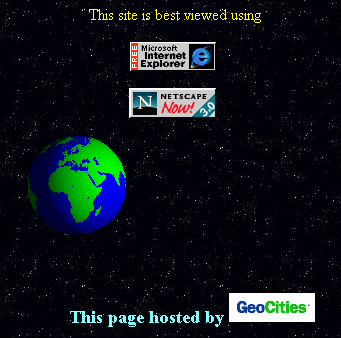 This site is best viewed using
FREE
Microsoft
Internet
Explorer
N NETSCAPE
Now! 3.0
This page hosted by GeoCities